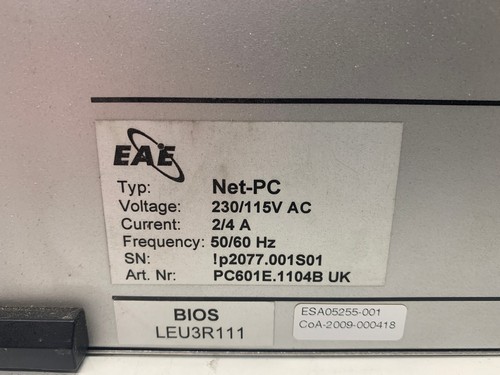 EAE
Typ: Net-PC
Voltage: 230/115V AC
Current: 2/4 A
Frequency: 50/60 Hz
SN: !p2077.001S01
Art. Nr: PC601E.1104B UK
BIOS
LEU3R111
ESA05255-001
CoA-2009-000418